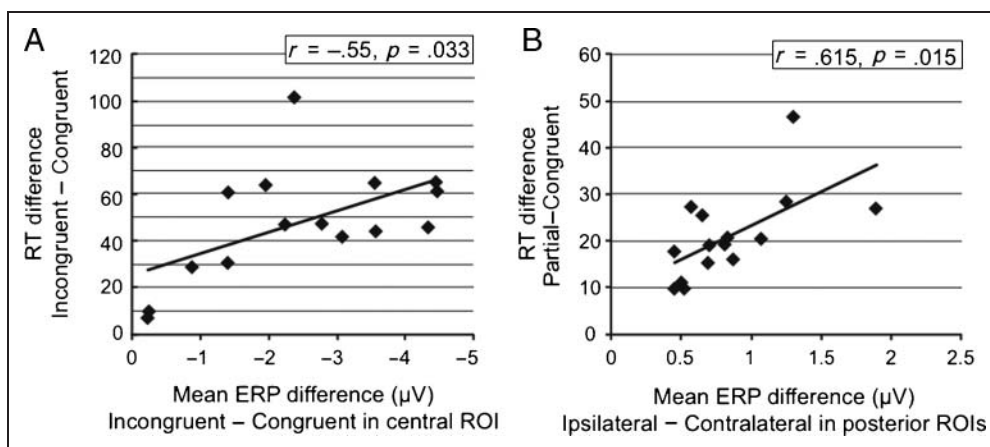 A
r = –.55, p = .033
RT difference
Incongruent – Congruent
120
100
80
60
40
20
0
0 –1 –2 –3 –4 –5
Mean ERP difference (µV)
Incongruent – Congruent in central ROI
B
r = .615, p = .015
RT difference
Partial–Congruent
60
50
40
30
20
10
0
0 0.5 1 1.5 2 2.5
Mean ERP difference (µV)
Ipsilateral – Contralateral in posterior ROIs